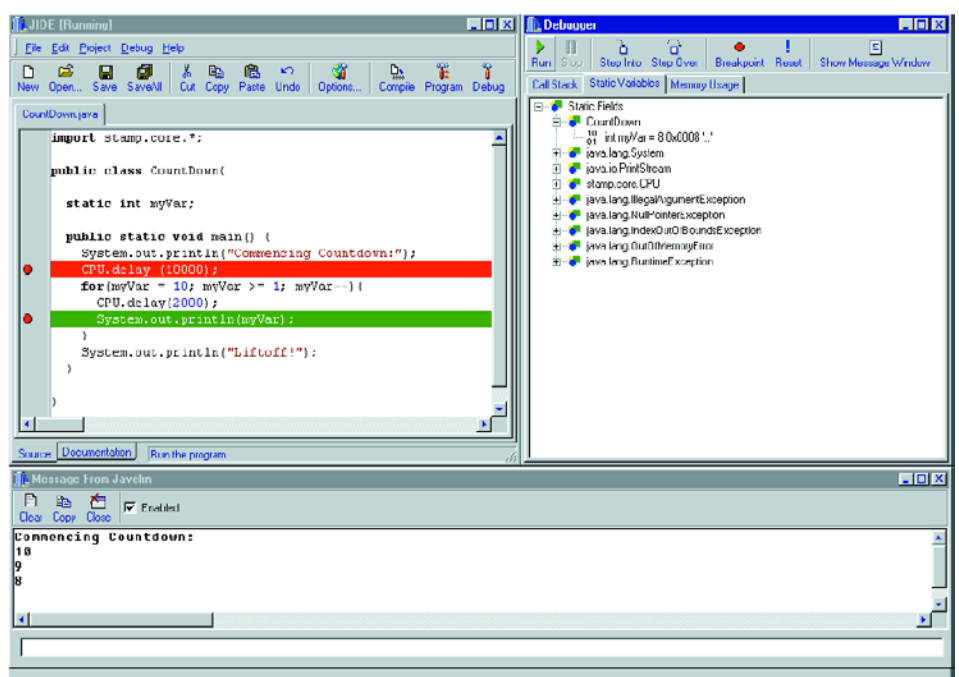 JIDE [Running]
File Edit Project Debug Help
New Open... Save SaveAll Cut Copy Paste Undo Options... Compile Program Debug
CountDown.java
import stamp.core.*;
public class CountDown{
static int myVar;
public static void main() {
System.out.println("Commencing Countdown:");
CPU.delay (10000);
for(myVar = 10; myVar >= 1; myVar--){
CPU.delay(2000);
System.out.println(myVar);
}
System.out.println("Liftoff!");
}
}
Source Documentation Run the program
Debugger
Run Stop Step Into Step Over Breakpoint Reset Show Message Window
Call Stack Static Variables Memory Usage
Static Fields
CountDown
10 01 int myVar = 8 0x0008 '..'
java.lang.System
java.io.PrintStream
stamp.core.CPU
java.lang.IllegalArgumentException
java.lang.NullPointerException
java.lang.IndexOutOfBoundsException
java.lang.OutOfMemoryError
java.lang.RuntimeException
Message From Javelin
Clear Copy Close Enabled
Commencing Countdown:
10
9
8